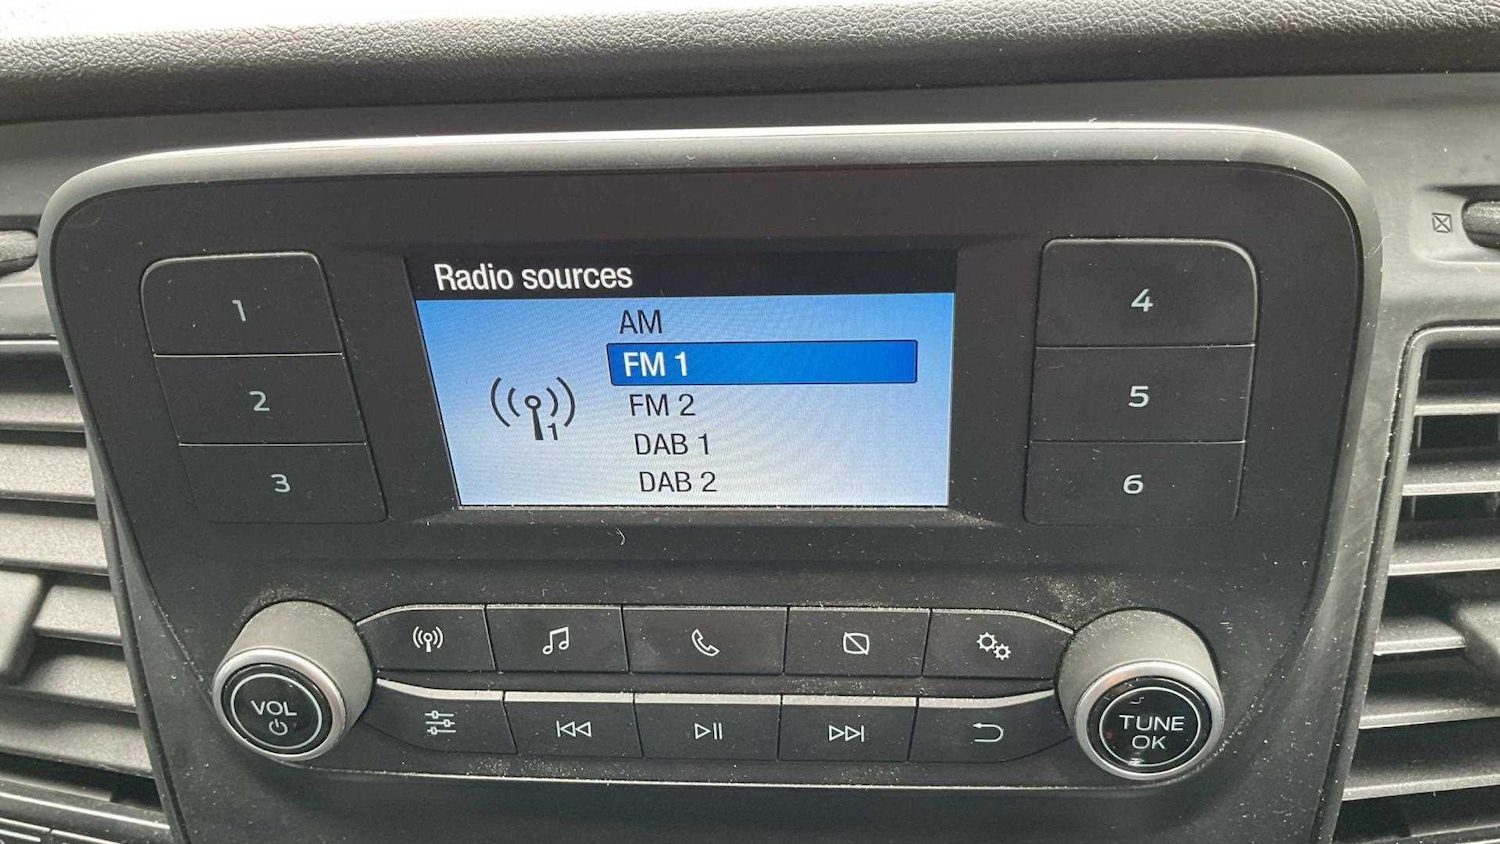 Radio sources
AM
FM 1
FM 2
DAB 1
DAB 2
1
1
2
3
4
5
6
VOL
TUNE
OK